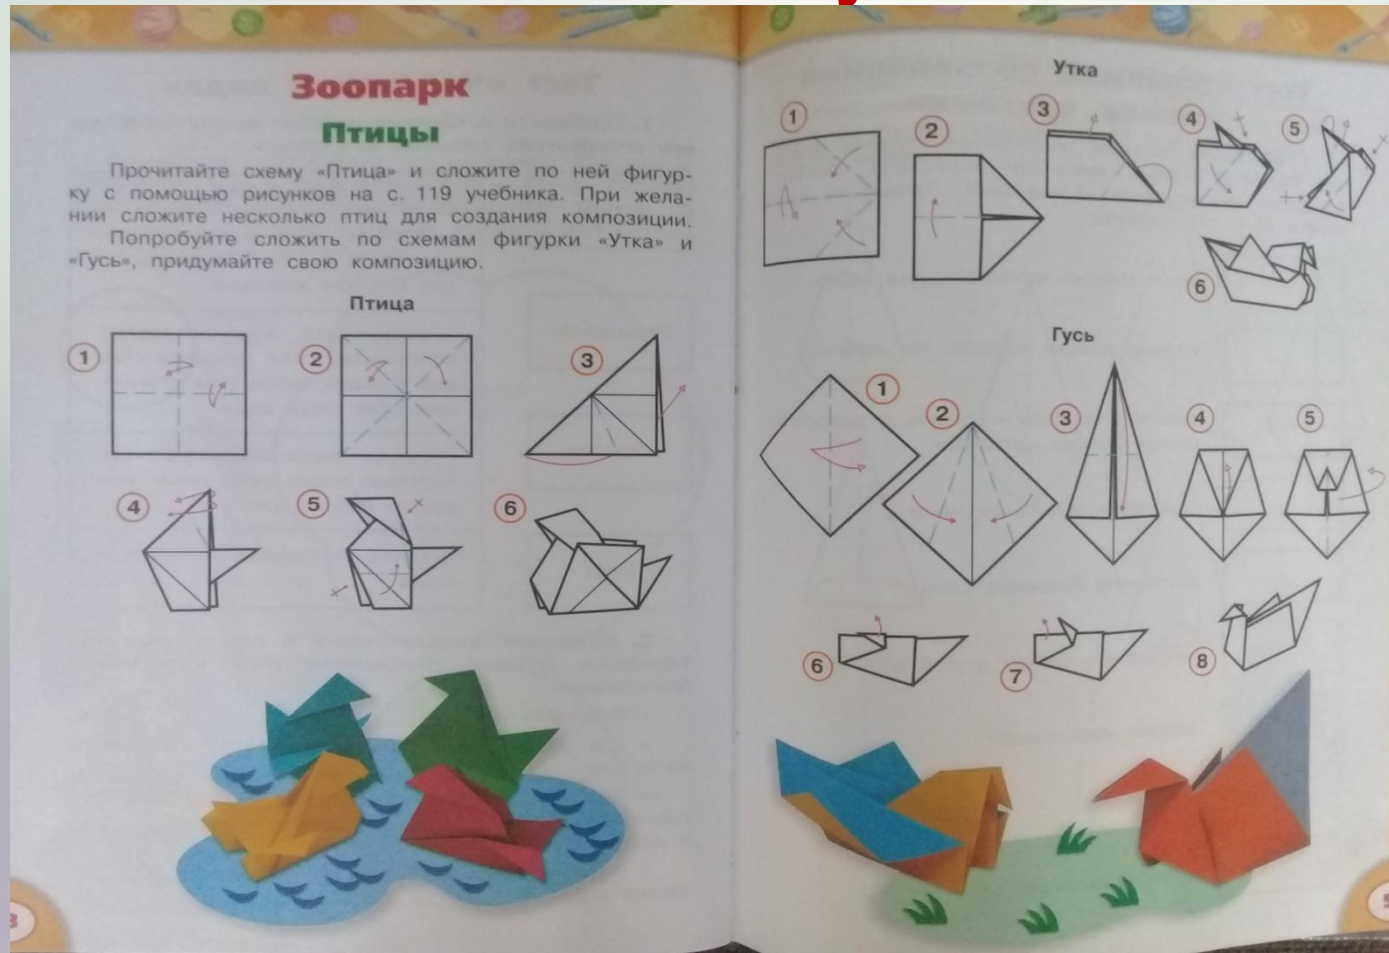 Зоопарк
Птицы
Прочитайте схему «Птица» и сложите по ней фигур-
ку с помощью рисунков на с. 119 учебника. При жела-
нии сложите несколько птиц для создания композиции.
Попробуйте сложить по схемам фигурки «Утка» и
«Гусь», придумайте свою композицию.
Птица
1
2
3
4
5
6
Утка
1
2
3
4
5
6
Гусь
1
2
3
4
5
6
7
8